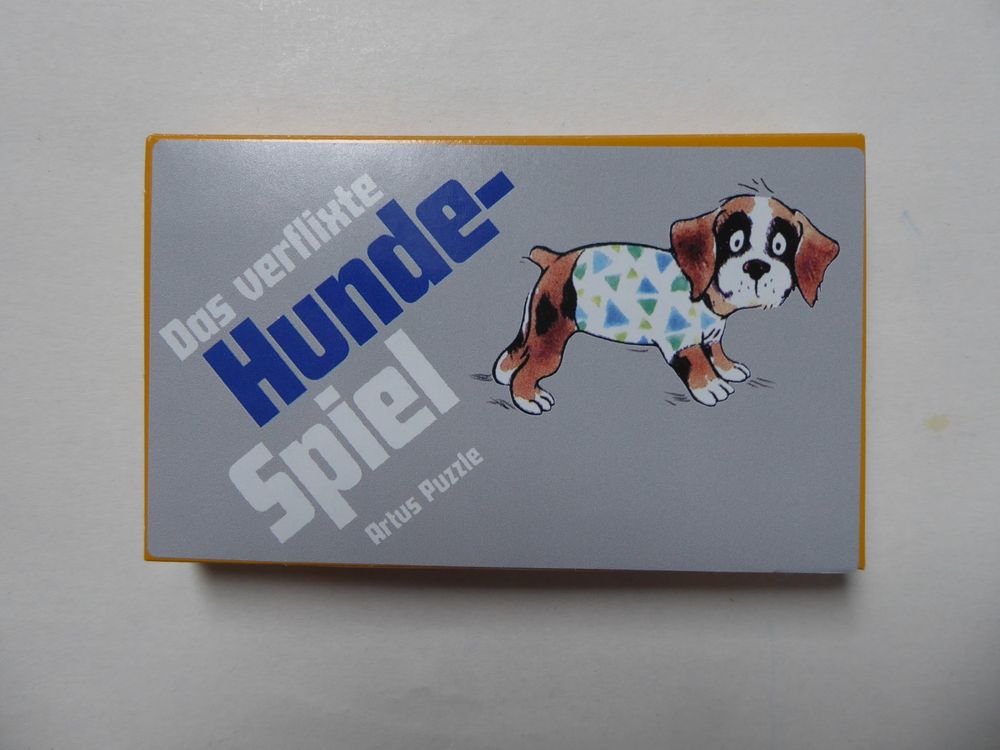 Das verflixte
Hunde-
Spiel
Artus Puzzle